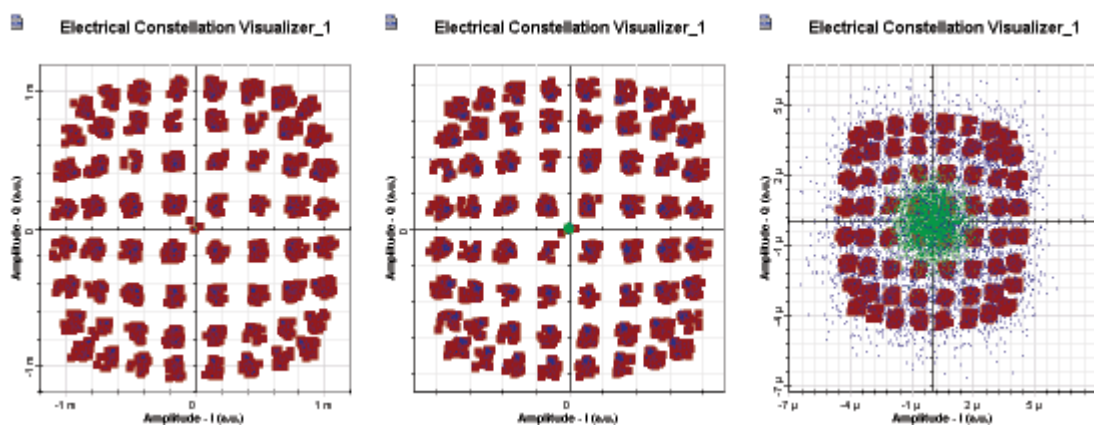 Electrical Constellation Visualizer_1
Amplitude - Q (a.u.)
1 m
0
-1 m
-1 m
0
1 m
Amplitude - I (a.u.)
Electrical Constellation Visualizer_1
Amplitude - Q (a.u.)
0
0
Amplitude - I (a.u.)
Electrical Constellation Visualizer_1
Amplitude - Q (a.u.)
5 µ
2 µ
-1 µ
-4 µ
-7 µ
-7 µ
-4 µ
-1 µ
2 µ
5 µ
Amplitude - I (a.u.)